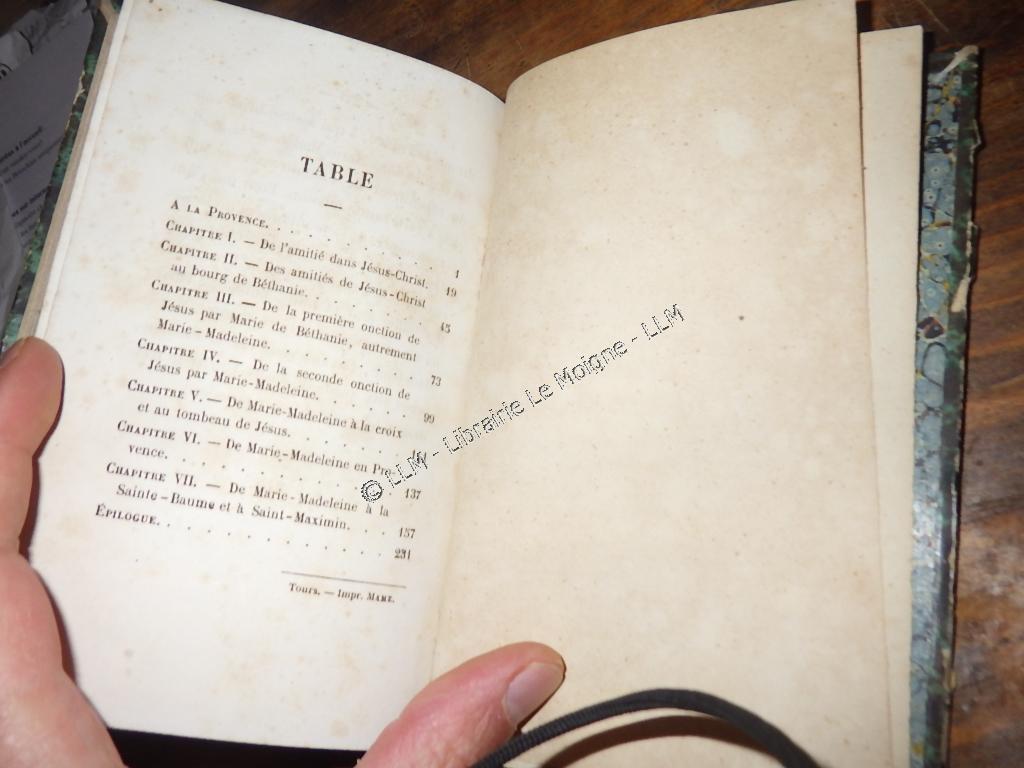 TABLE
A LA PROVENCE. . . . . . . . . 1
CHAPITRE I. — De l'amitié dans Jésus-Christ. 19
CHAPITRE II. — Des amitiés de Jésus-Christ
au bourg de Béthanie. . . . . . . 45
CHAPITRE III. — De la première onction de
Jésus par Marie de Béthanie, autrement
Marie-Madeleine. . . . . . . . 73
CHAPITRE IV. — De la seconde onction de
Jésus par Marie-Madeleine. . . . . . 99
CHAPITRE V. — De Marie-Madeleine à la croix
et au tombeau de Jésus. . . . . .
CHAPITRE VI. — De Marie-Madeleine en Pro-
vence. . . . . . . . . . 137
CHAPITRE VII. — De Marie-Madeleine à la
Sainte-Baume et à Saint-Maximin. . . 157
ÉPILOGUE. . . . . . . . . . . 231
Tours. — Impr. MAME.
© LLM - Librairie Le Moigne - LLM